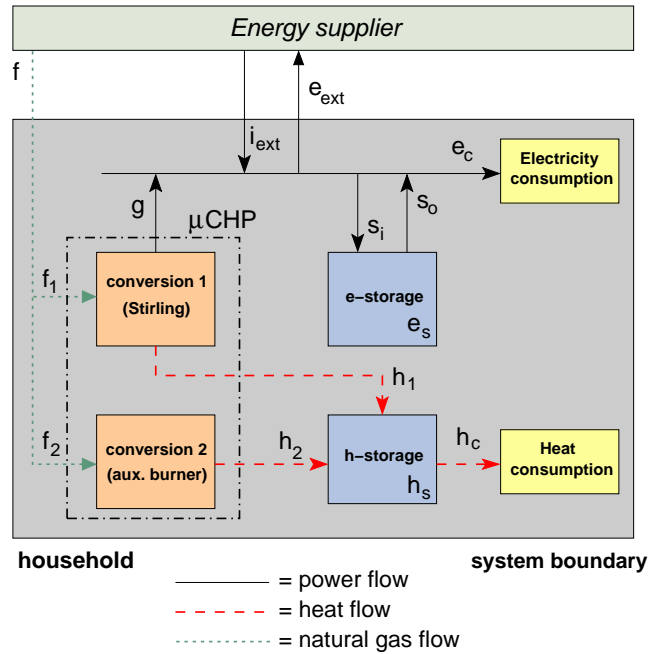 Energy supplier
f
e_ext
i_ext
e_c
Electricity
consumption
g
s_i
s_o
μCHP
f_1
conversion 1
(Stirling)
e-storage
e_s
h_1
f_2
conversion 2
(aux. burner)
h_2
h-storage
h_s
h_c
Heat
consumption
household
system boundary
= power flow
= heat flow
= natural gas flow